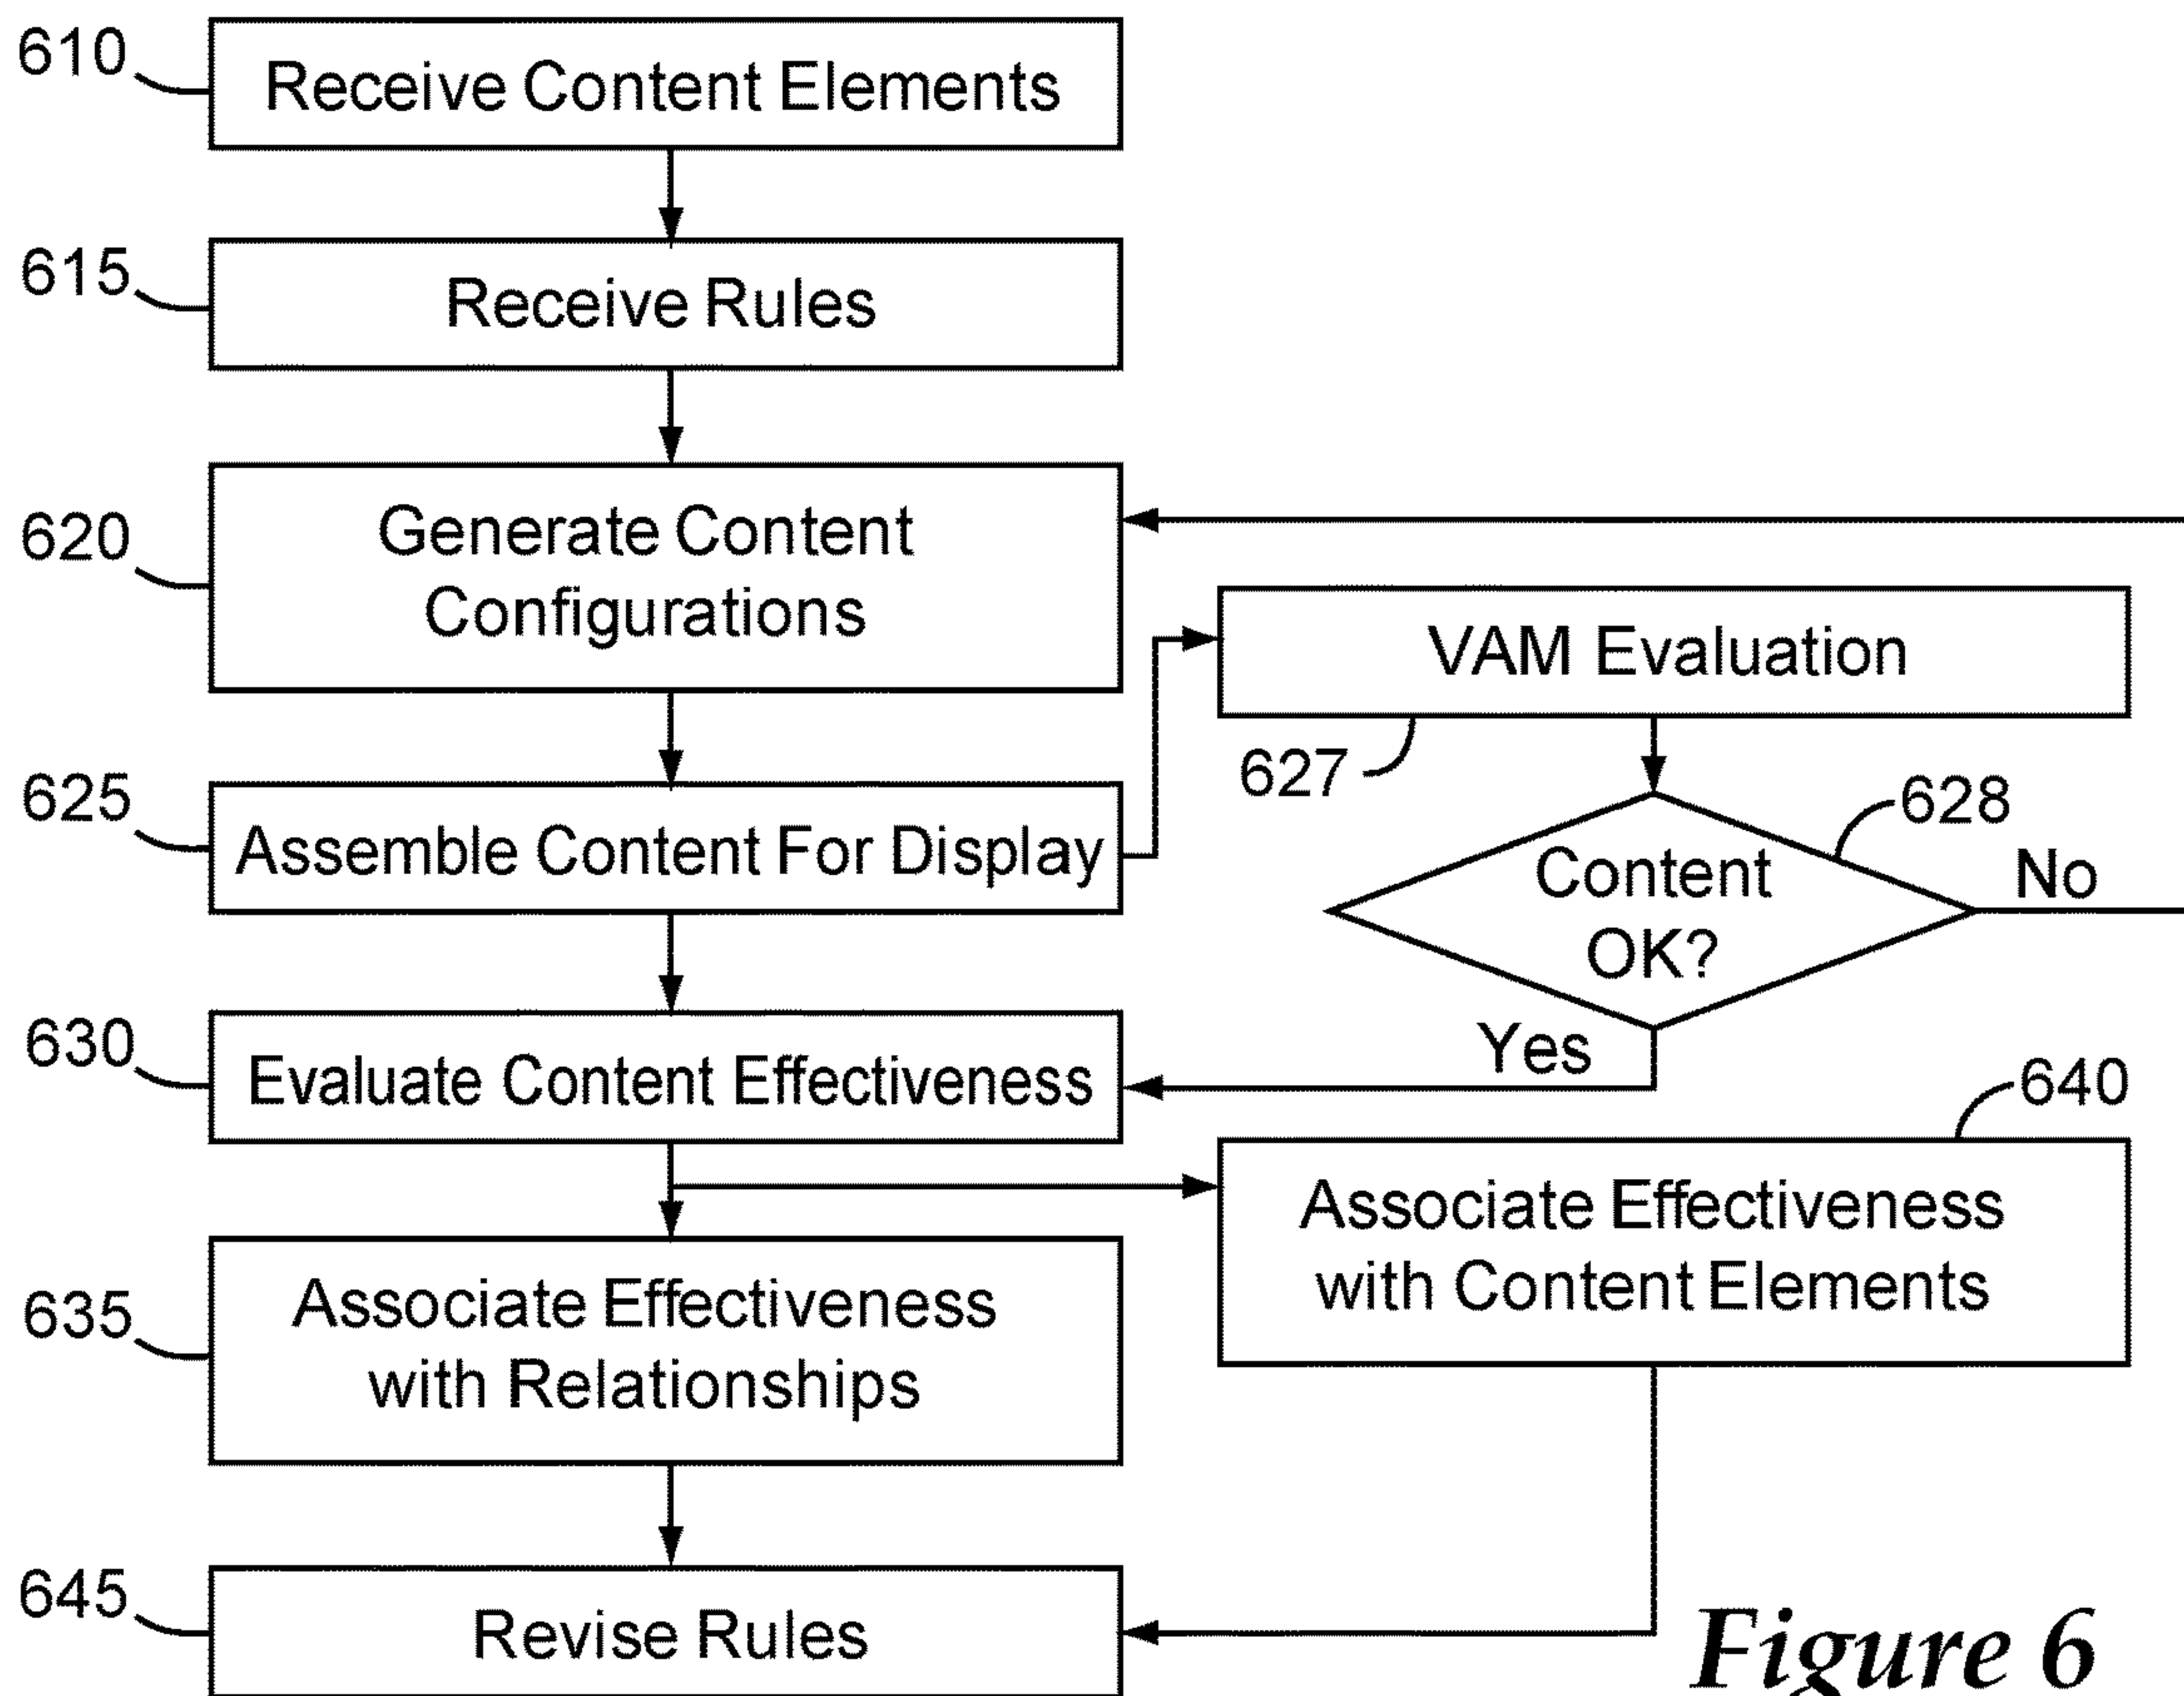 610
Receive Content Elements
615
Receive Rules
620
Generate Content
Configurations
VAM Evaluation
627
625
Assemble Content For Display
628
Content
OK?
No
Yes
630
Evaluate Content Effectiveness
640
Associate Effectiveness
with Content Elements
635
Associate Effectiveness
with Relationships
645
Revise Rules
Figure 6